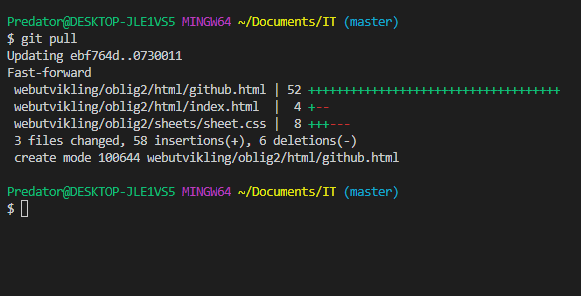 Predator@DESKTOP-JLE1VS5 MINGW64 ~/Documents/IT (master)
$ git pull
Updating ebf764d..0730011
Fast-forward
 webutvikling/oblig2/html/github.html | 52 ++++++++++++++++++++++++++++++++++++
 webutvikling/oblig2/html/index.html  |  4 +--
 webutvikling/oblig2/sheets/sheet.css |  8 +++---
 3 files changed, 58 insertions(+), 6 deletions(-)
 create mode 100644 webutvikling/oblig2/html/github.html
Predator@DESKTOP-JLE1VS5 MINGW64 ~/Documents/IT (master)
$